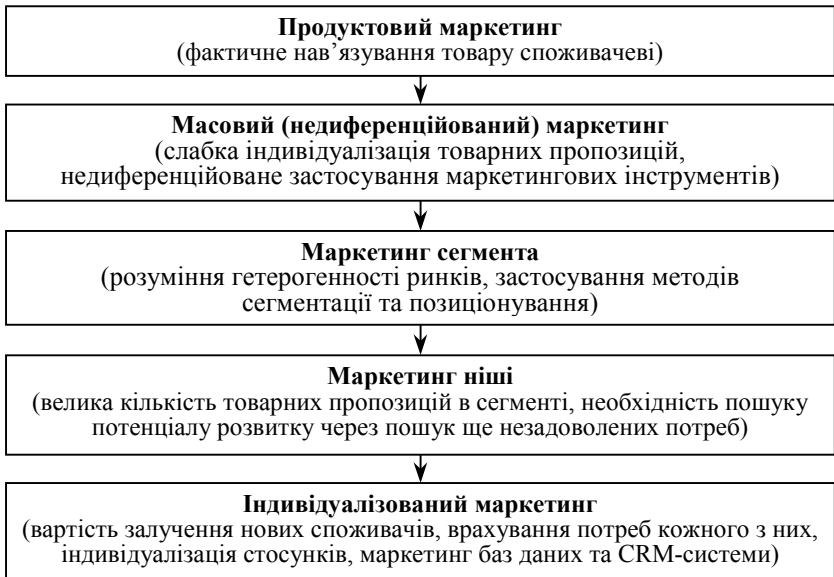 Продуктовий маркетинг
(фактичне нав’язування товару споживачеві)
Масовий (недиференційований) маркетинг
(слабка індивідуалізація товарних пропозицій,
недиференційоване застосування маркетингових інструментів)
Маркетинг сегмента
(розуміння гетерогенності ринків, застосування методів
сегментації та позиціонування)
Маркетинг ніші
(велика кількість товарних пропозицій в сегменті, необхідність пошуку
потенціалу розвитку через пошук ще незадоволених потреб)
Індивідуалізований маркетинг
(вартість залучення нових споживачів, врахування потреб кожного з них,
індивідуалізація стосунків, маркетинг баз даних та CRM-системи)